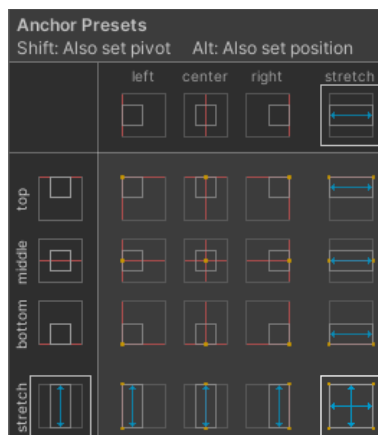 Anchor Presets
Shift: Also set pivot Alt: Also set position
left center right stretch
top
middle
bottom
stretch